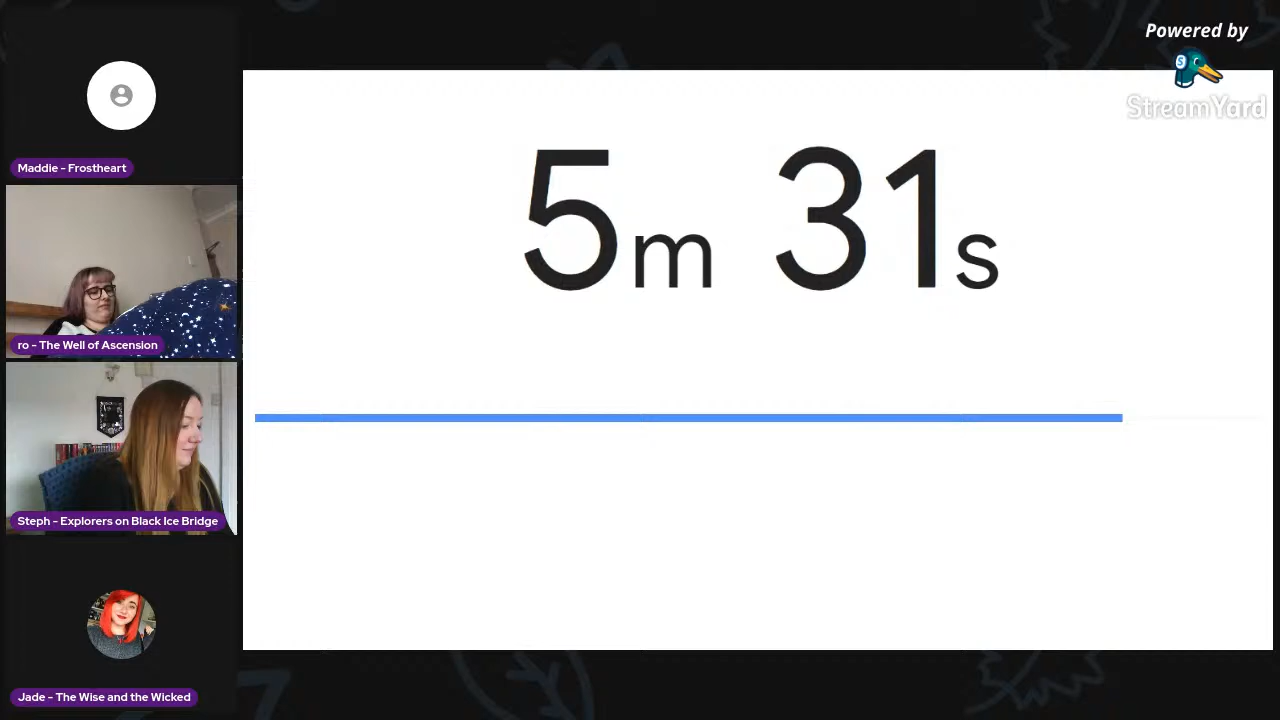 Powered by
StreamYard
Maddie - Frostheart
5m 31s
ro - The Well of Ascension
Steph - Explorers on Black Ice Bridge
Jade - The Wise and the Wicked